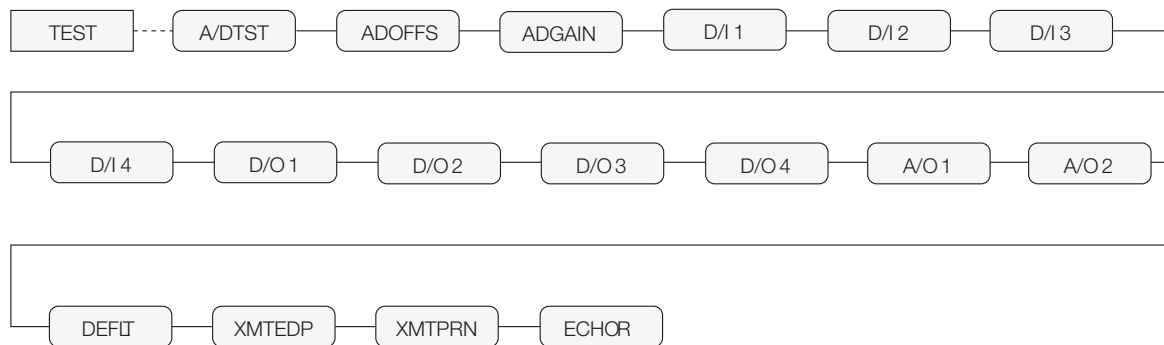 TEST A/DTST ADOFFS ADGAIN D/I 1 D/I 2 D/I 3
D/I 4 D/O 1 D/O 2 D/O 3 D/O 4 A/O 1 A/O 2
DEFLT XMTEDP XMTPRN ECHOR